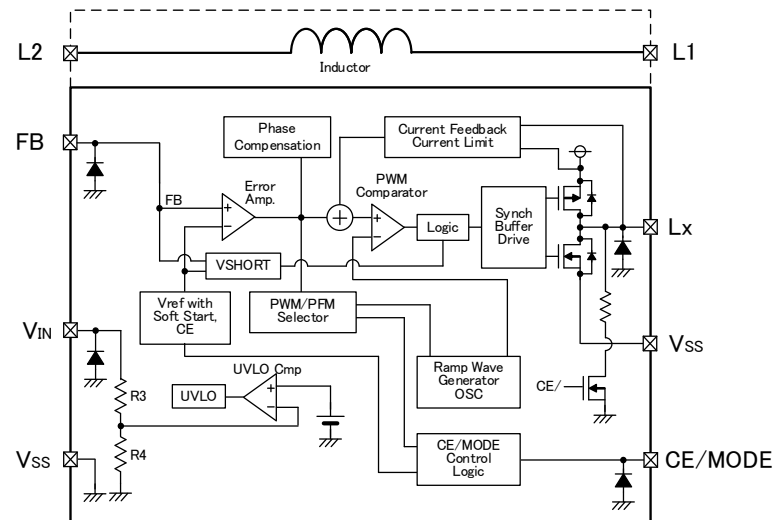 L2
L1
Inductor
FB
Phase
Compensation
Current Feedback
Current Limit
FB
Error
Amp.
PWM
Comparator
Logic
Synch
Buffer
Drive
Lx
VSHORT
Vref with
Soft Start,
CE
PWM/PFM
Selector
VIN
VSS
R3
UVLO
UVLO Cmp
Ramp Wave
Generator
OSC
CE/
R4
VSS
CE/MODE
Control
Logic
CE/MODE